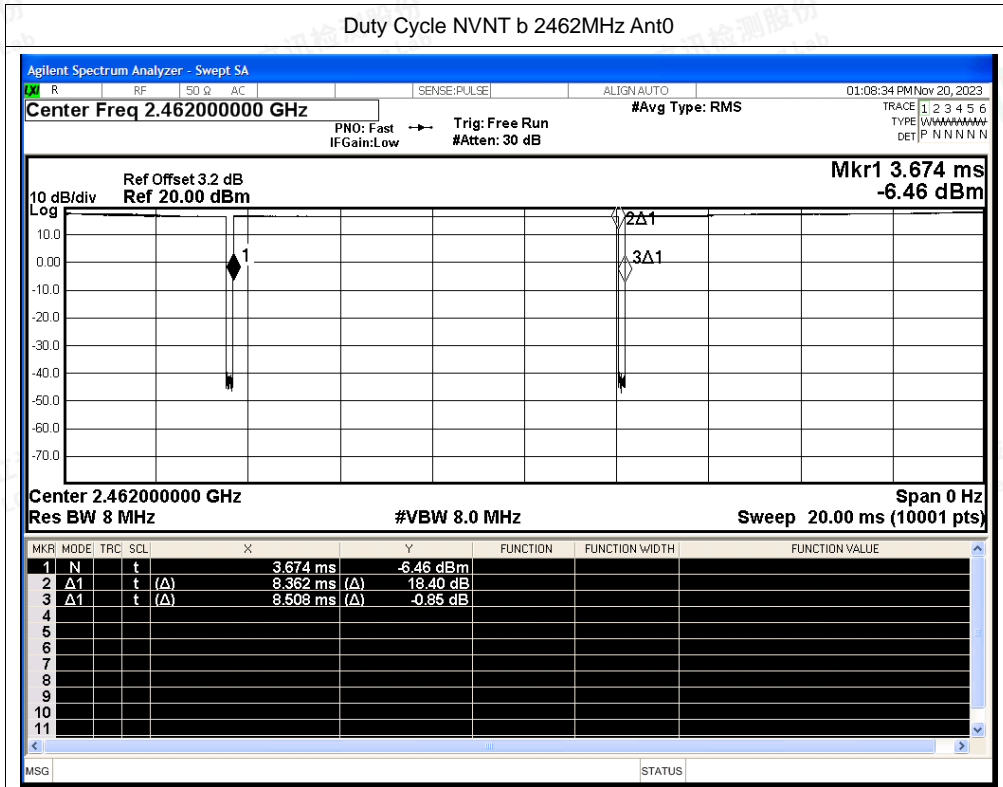 Duty Cycle NVNT b 2462MHz Ant0
Agilent Spectrum Analyzer - Swept SA
LXI R RF 50 Ω AC SENSE:PULSE ALIGN AUTO 01:08:34 PM Nov 20, 2023
Center Freq 2.462000000 GHz #Avg Type: RMS TRACE 1 2 3 4 5 6
PNO: Fast Trig: Free Run TYPE WWWWWW
IFGain:Low #Atten: 30 dB DET P N N N N N
Mkr1 3.674 ms
Ref Offset 3.2 dB
10 dB/div Ref 20.00 dBm -6.46 dBm
Log
2Δ1
10.0
1 3Δ1
0.00
-10.0
-20.0
-30.0
-40.0
-50.0
-60.0
-70.0
Center 2.462000000 GHz Span 0 Hz
Res BW 8 MHz #VBW 8.0 MHz Sweep 20.00 ms (10001 pts)
MKR MODE TRC SCL X Y FUNCTION FUNCTION WIDTH FUNCTION VALUE
1 N t 3.674 ms -6.46 dBm
2 Δ1 t (Δ) 8.362 ms (Δ) 18.40 dB
3 Δ1 t (Δ) 8.508 ms (Δ) -0.85 dB
4
5
6
7
8
9
10
11
MSG STATUS